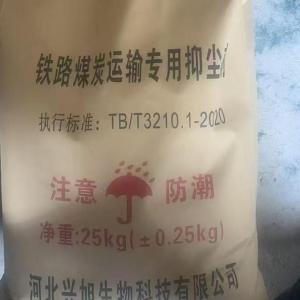 铁路煤炭运输专用抑尘
执行标准：TB/T3210.1-2020
注意 防潮
净重:25kg(±0.25kg)
河北兴旭生物科技有限公司